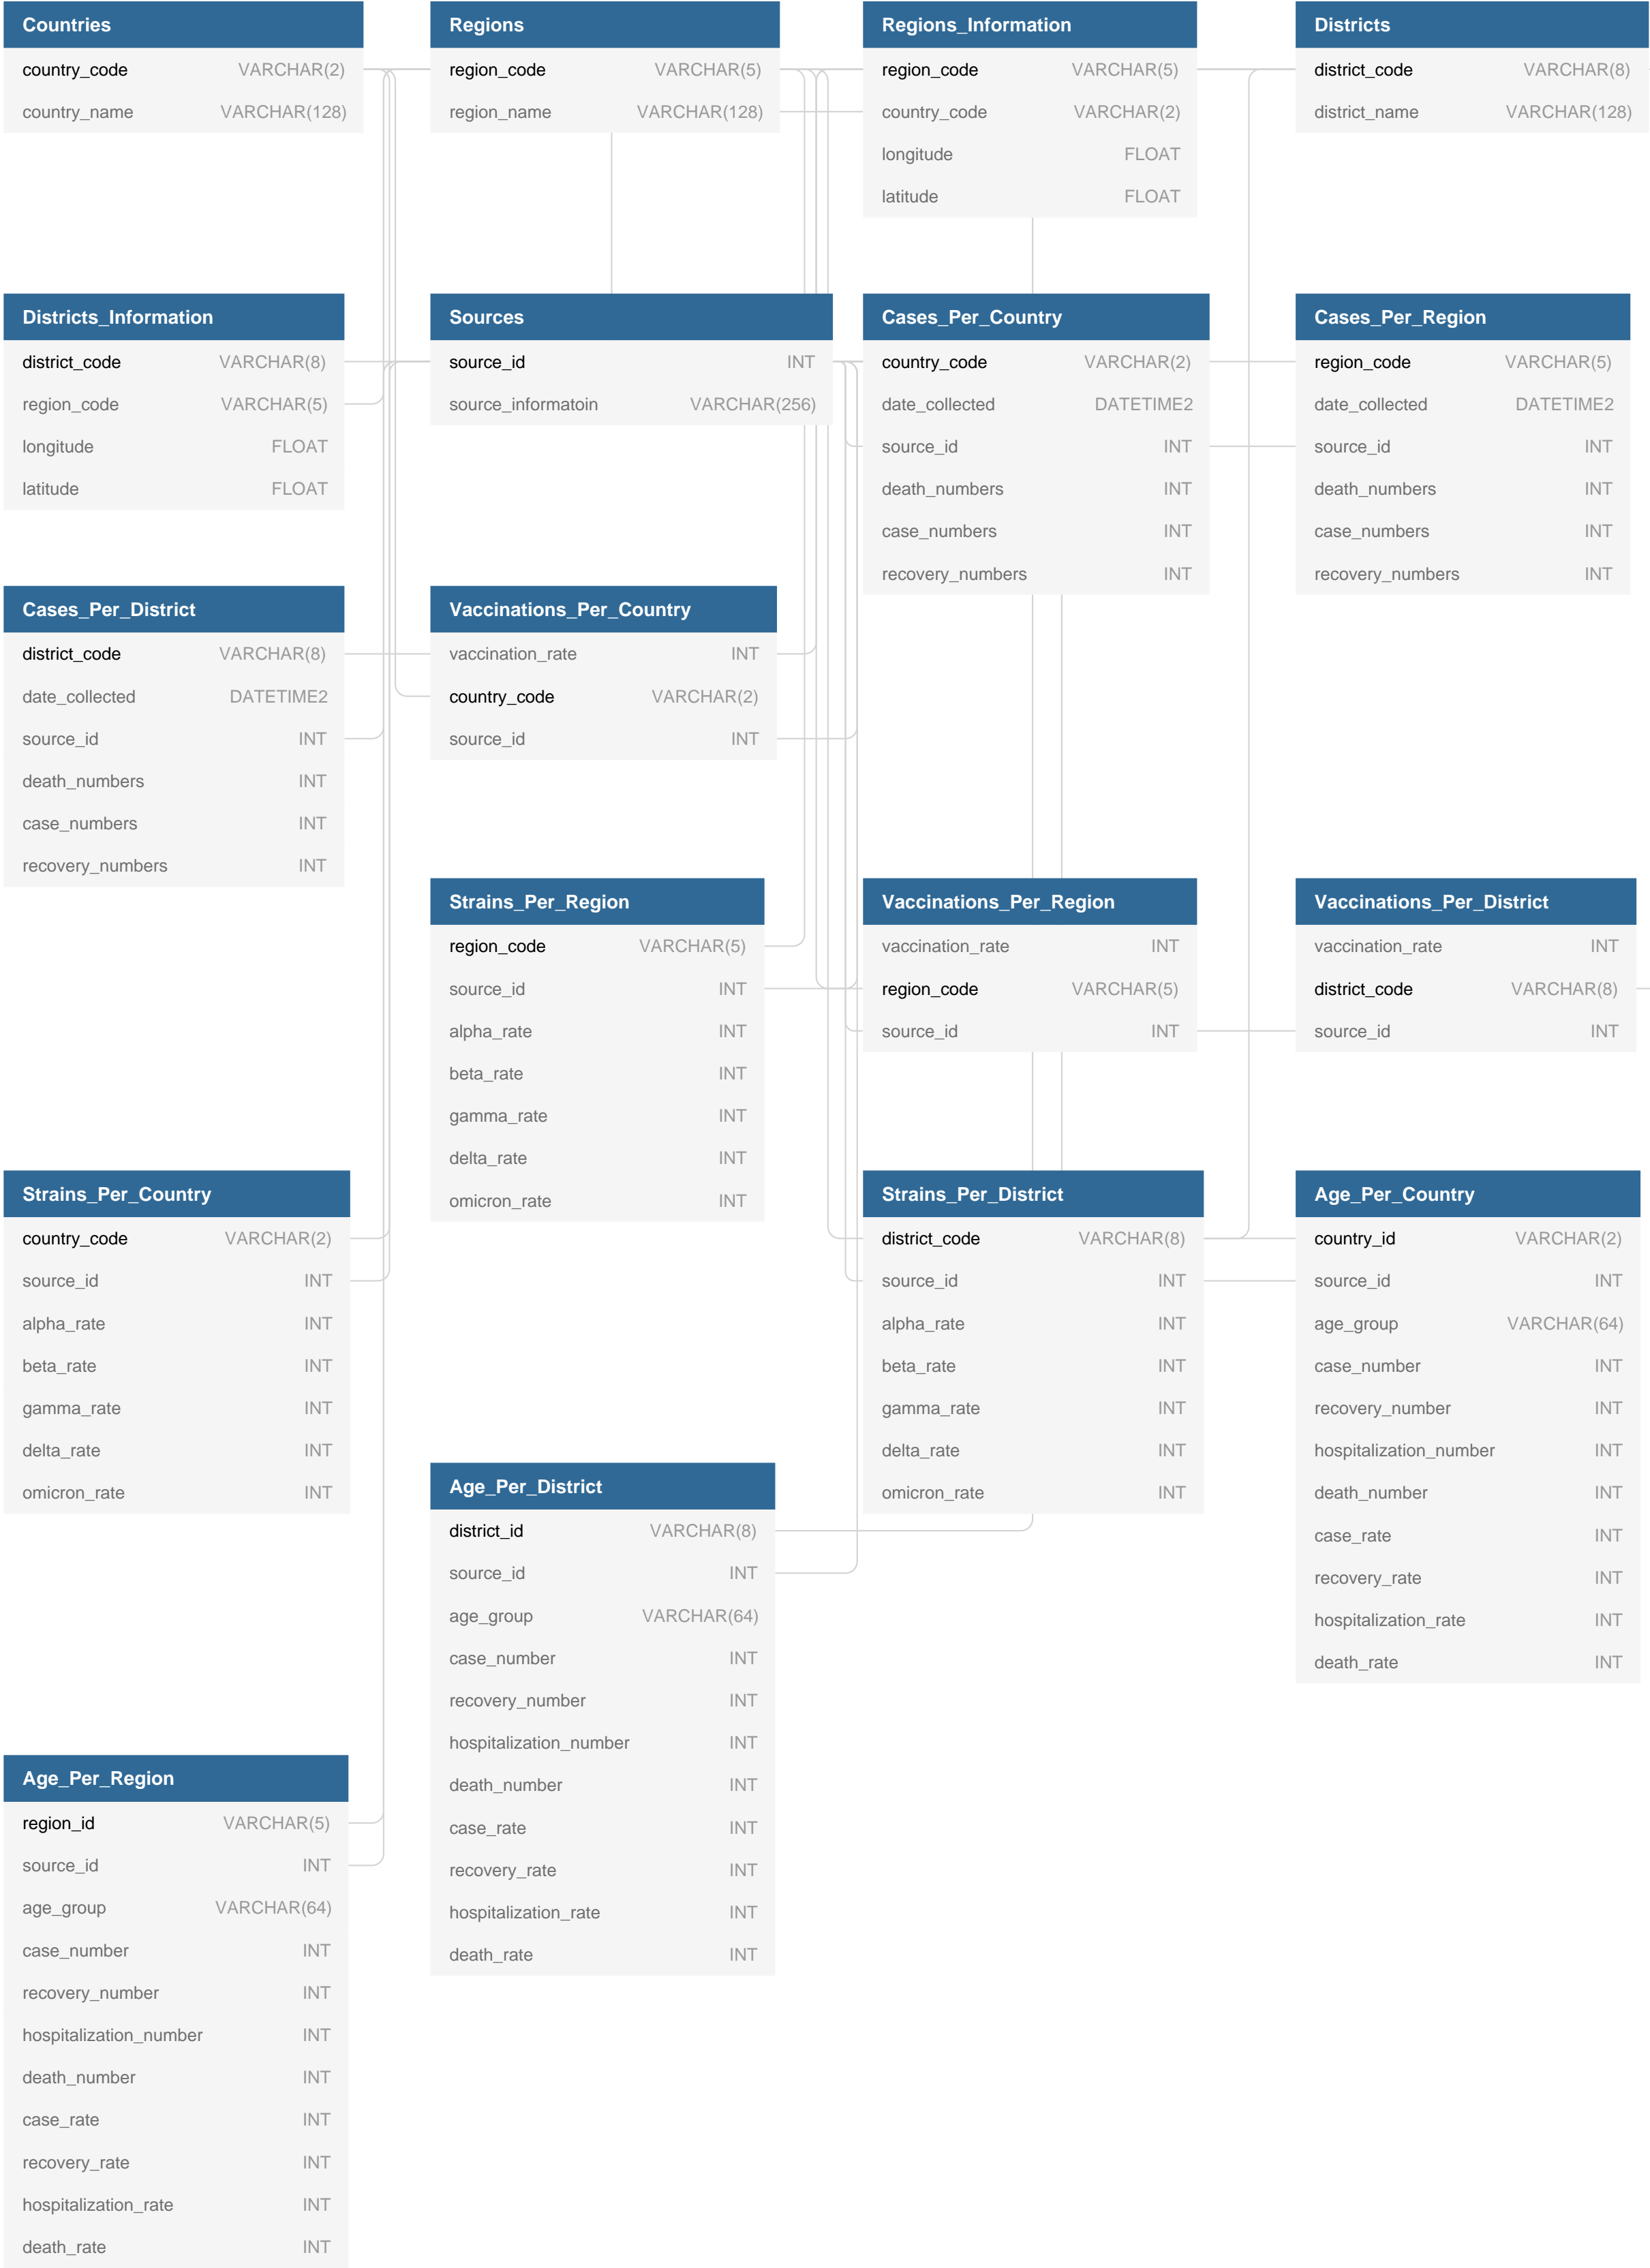 Countries
country_code VARCHAR(2)
country_name VARCHAR(128)
Regions
region_code VARCHAR(5)
region_name VARCHAR(128)
Regions_Information
region_code VARCHAR(5)
country_code VARCHAR(2)
longitude FLOAT
latitude FLOAT
Districts
district_code VARCHAR(8)
district_name VARCHAR(128)
Districts_Information
district_code VARCHAR(8)
region_code VARCHAR(5)
longitude FLOAT
latitude FLOAT
Sources
source_id INT
source_informatoin VARCHAR(256)
Cases_Per_Country
country_code VARCHAR(2)
date_collected DATETIME2
source_id INT
death_numbers INT
case_numbers INT
recovery_numbers INT
Cases_Per_Region
region_code VARCHAR(5)
date_collected DATETIME2
source_id INT
death_numbers INT
case_numbers INT
recovery_numbers INT
Cases_Per_District
district_code VARCHAR(8)
date_collected DATETIME2
source_id INT
death_numbers INT
case_numbers INT
recovery_numbers INT
Vaccinations_Per_Country
vaccination_rate INT
country_code VARCHAR(2)
source_id INT
Strains_Per_Region
region_code VARCHAR(5)
source_id INT
alpha_rate INT
beta_rate INT
gamma_rate INT
delta_rate INT
omicron_rate INT
Vaccinations_Per_Region
vaccination_rate INT
region_code VARCHAR(5)
source_id INT
Vaccinations_Per_District
vaccination_rate INT
district_code VARCHAR(8)
source_id INT
Strains_Per_Country
country_code VARCHAR(2)
source_id INT
alpha_rate INT
beta_rate INT
gamma_rate INT
delta_rate INT
omicron_rate INT
Strains_Per_District
district_code VARCHAR(8)
source_id INT
alpha_rate INT
beta_rate INT
gamma_rate INT
delta_rate INT
omicron_rate INT
Age_Per_Country
country_id VARCHAR(2)
source_id INT
age_group VARCHAR(64)
case_number INT
recovery_number INT
hospitalization_number INT
death_number INT
case_rate INT
recovery_rate INT
hospitalization_rate INT
death_rate INT
Age_Per_District
district_id VARCHAR(8)
source_id INT
age_group VARCHAR(64)
case_number INT
recovery_number INT
hospitalization_number INT
death_number INT
case_rate INT
recovery_rate INT
hospitalization_rate INT
death_rate INT
Age_Per_Region
region_id VARCHAR(5)
source_id INT
age_group VARCHAR(64)
case_number INT
recovery_number INT
hospitalization_number INT
death_number INT
case_rate INT
recovery_rate INT
hospitalization_rate INT
death_rate INT